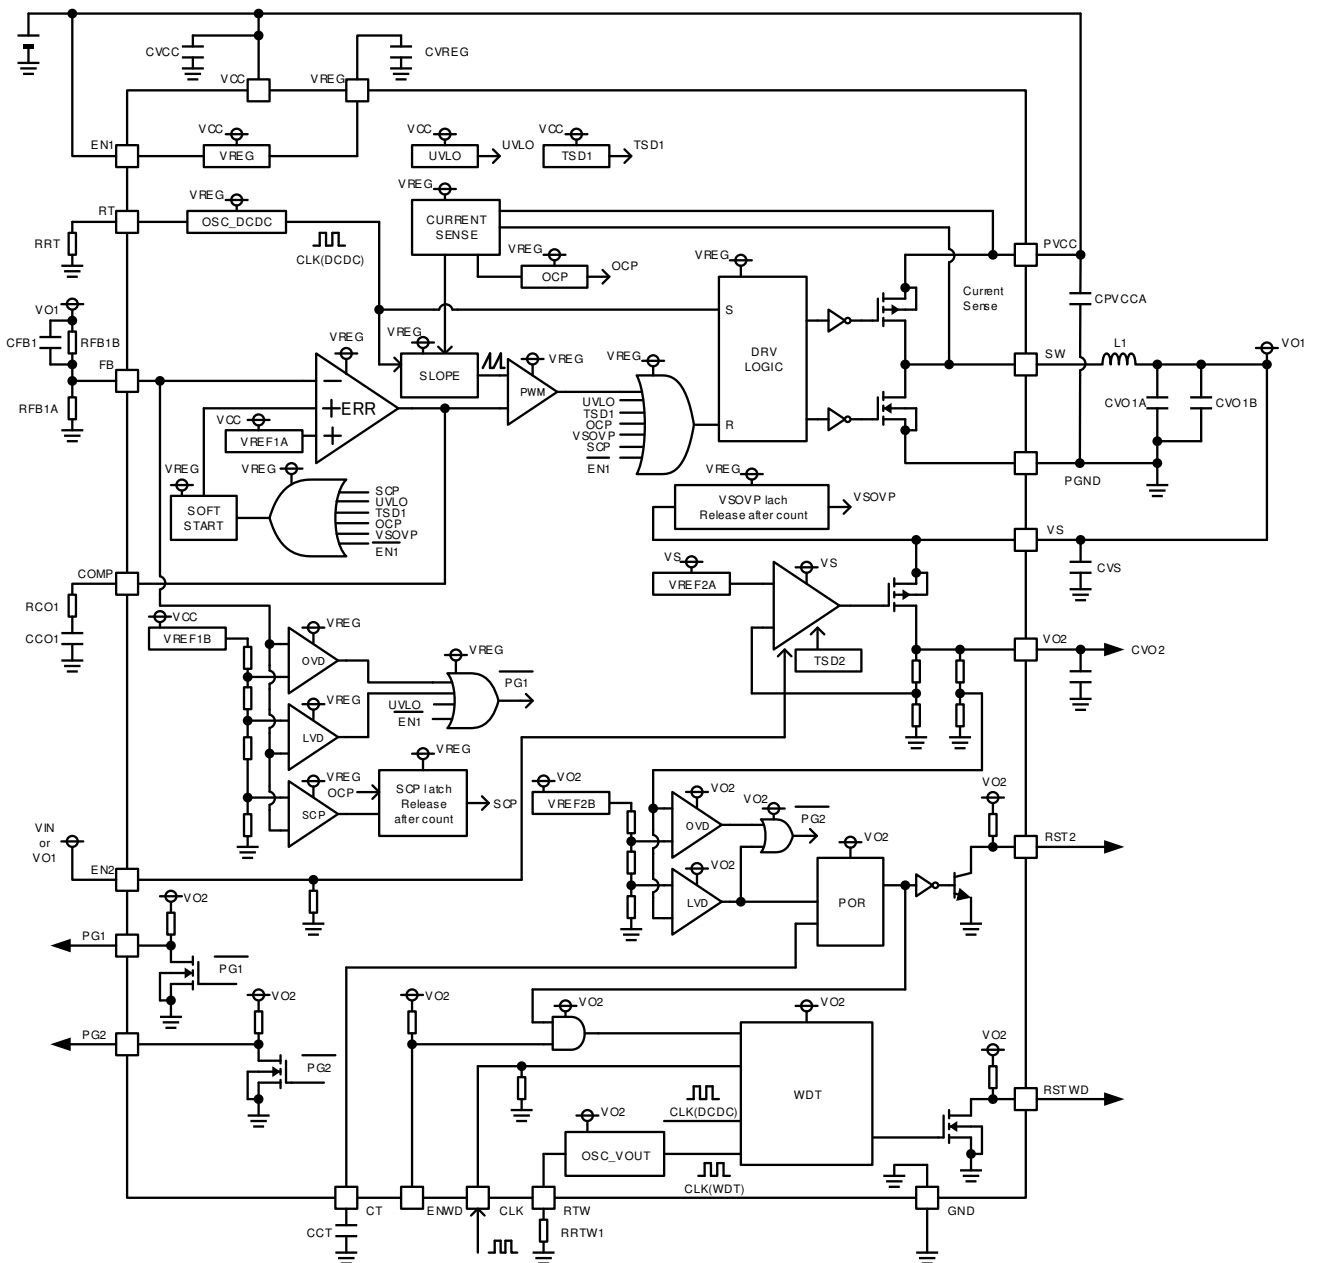 CVCC
CVREG
VCC
VREG
EN1
VCC
VREG
VCC
UVLO
UVLO
VCC
TSD1
TSD1
RT
VREG
OSC_DCDC
CLK(DCDC)
RRT
VREG
CURRENT
SENSE
VREG
OCP
OCP
VREG
PVCC
Current
Sense
CPVCCA
VO1
CFB1
RFB1B
FB
RFB1A
VREG
ERR
VCC
VREF1A
VREG
SLOPE
VREG
PWM
VREG
UVLO
TSD1
OCP
VSOVP
SCP
EN1
S
DRV
LOGIC
R
SW
L1
VO1
CVO1A
CVO1B
PGND
VREG
SOFT
START
VREG
SCP
UVLO
TSD1
OCP
VSOVP
EN1
VREG
VSOVP lach
Release after count
VSOVP
VS
CVS
COMP
RCO1
CCO1
VCC
VREF1B
VREG
OVD
VREG
LVD
VREG
SCP
VREG
PG1
UVLO
EN1
VREG
OCP
SCP latch
Release
after count
SCP
VS
VREF2A
VS
TSD2
VO2
CVO2
VIN
or
VO1
EN2
VO2
VREF2B
VO2
OVD
VO2
LVD
VO2
PG2
VO2
POR
VO2
RST2
VO2
PG1
PG1
VO2
PG2
PG2
VO2
VO2
VO2
WDT
CLK(DCDC)
VO2
OSC_VOUT
CLK(WDT)
VO2
RSTWD
CT
ENWD
CLK
RTW
GND
CCT
RRTW1